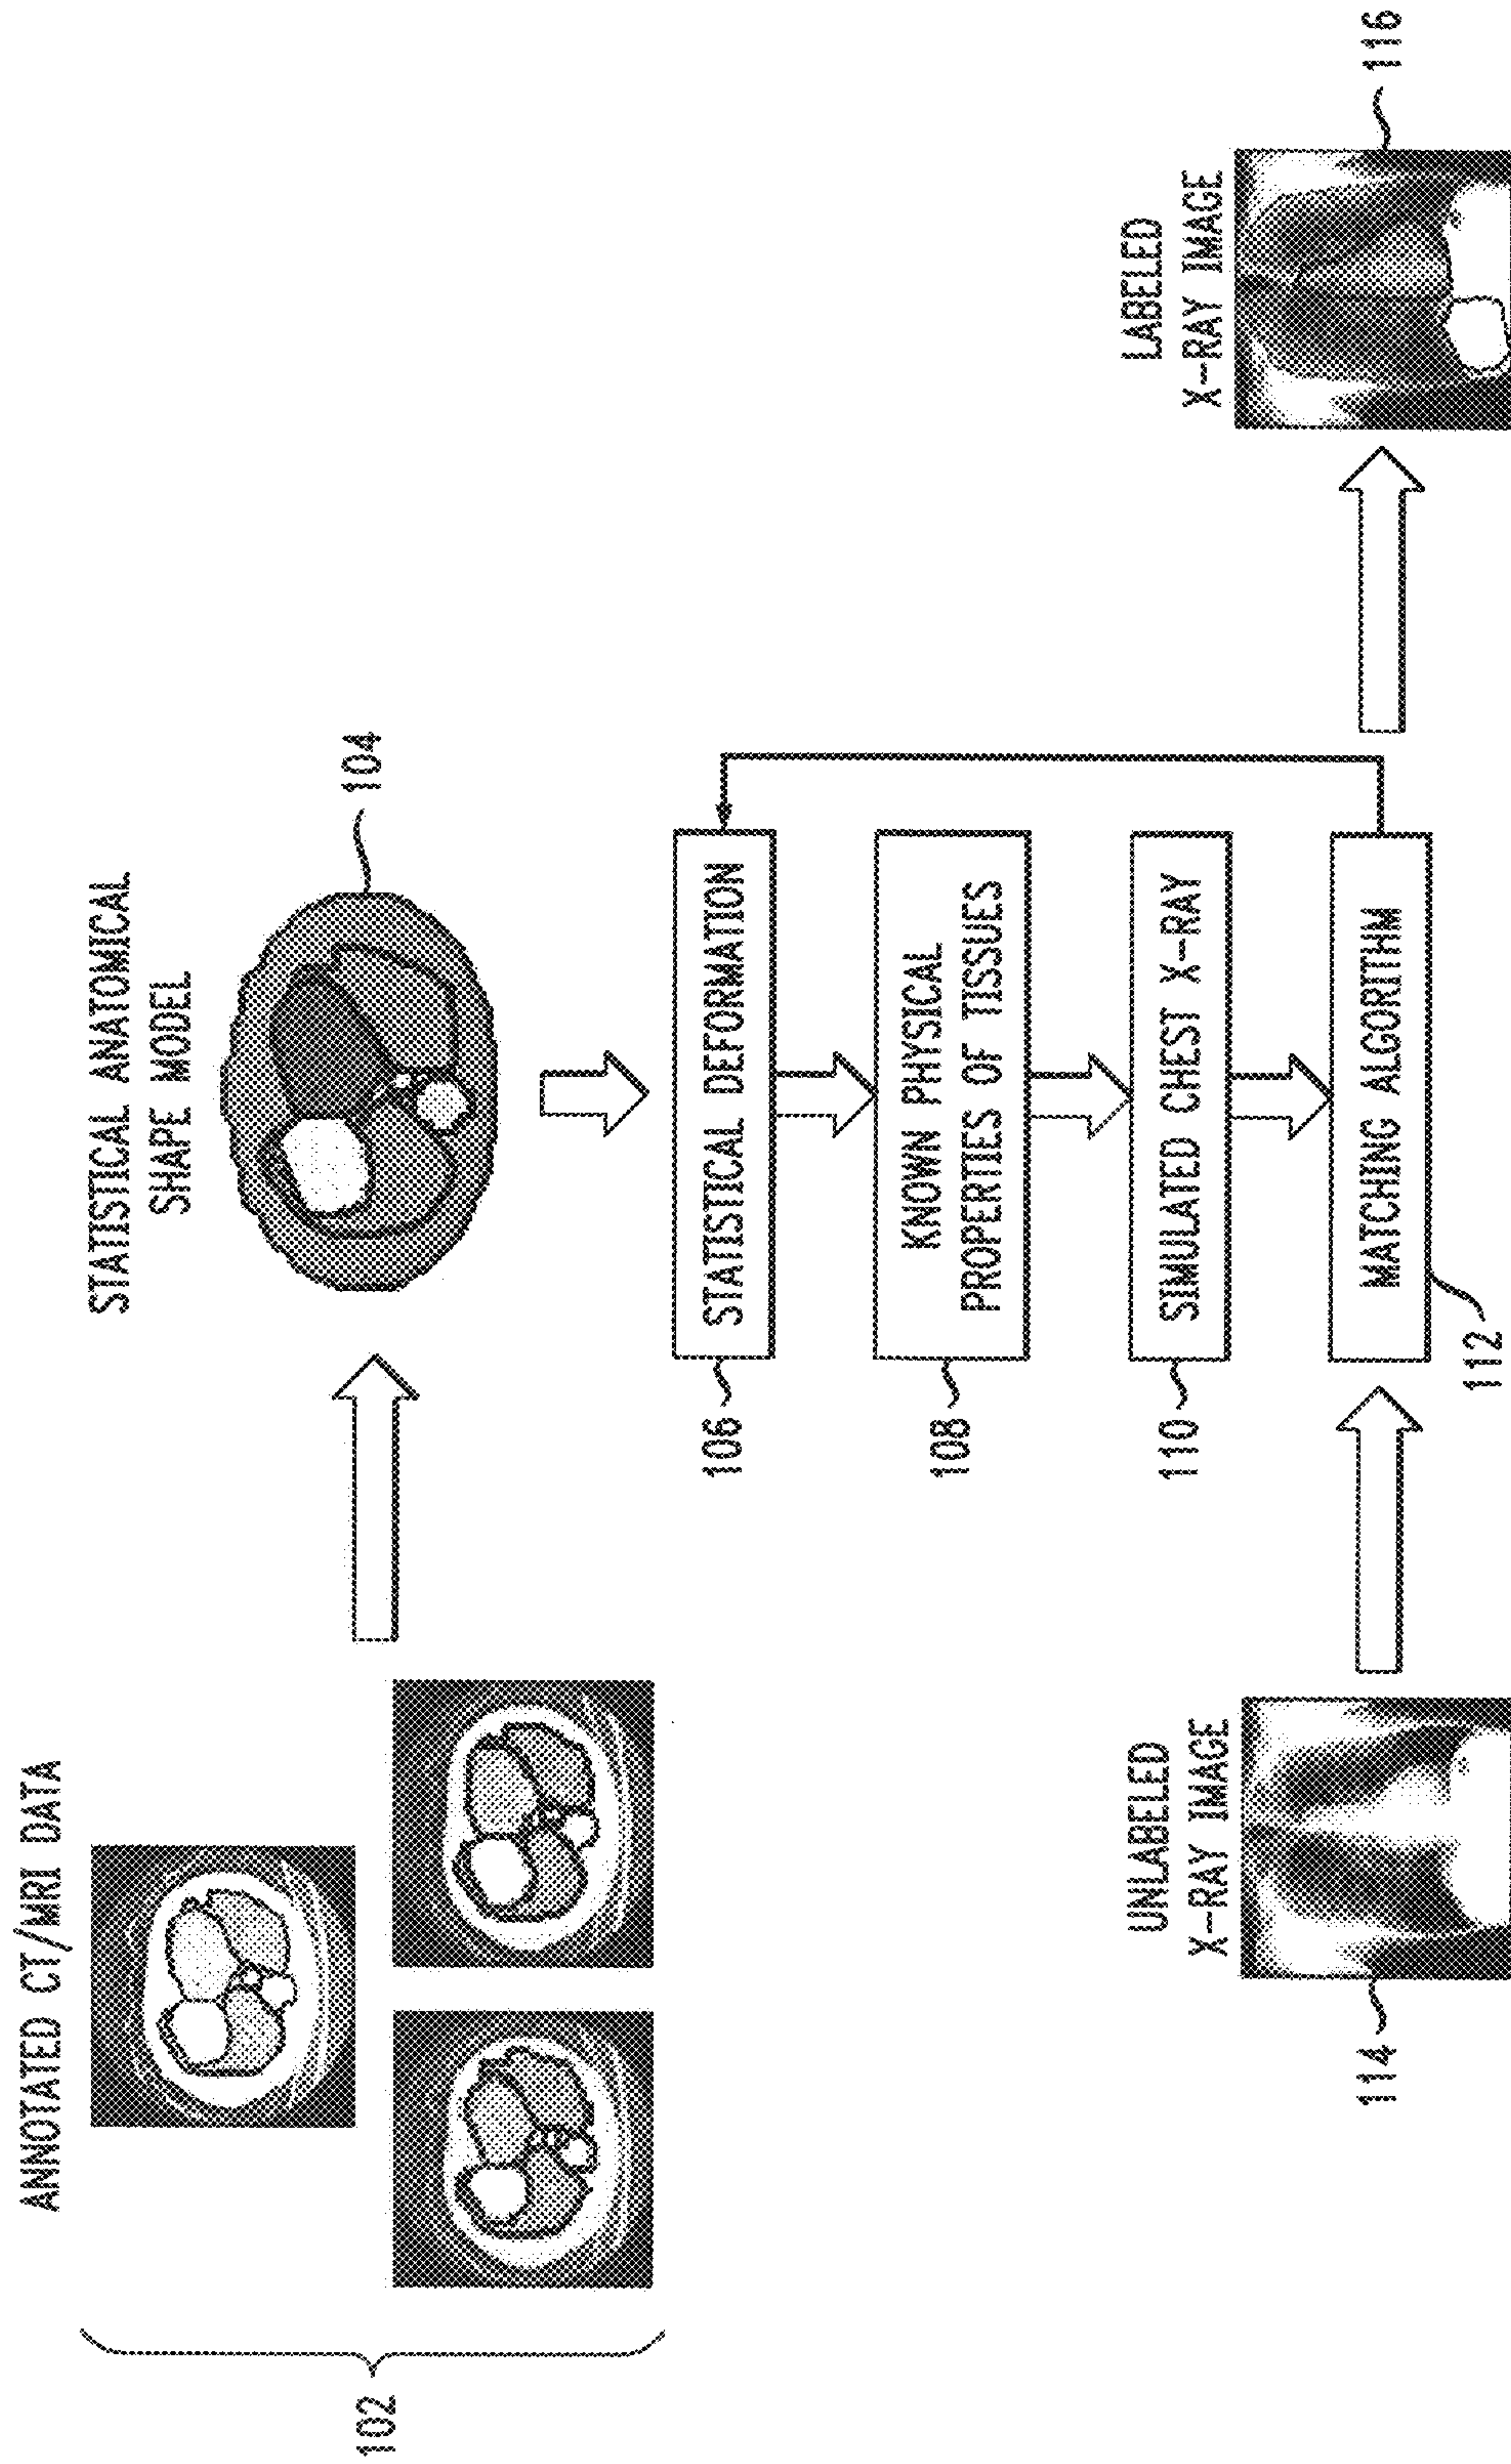 ANNOTATED CT/MRI DATA
102
STATISTICAL ANATOMICAL
SHAPE MODEL
104
STATISTICAL DEFORMATION
106
KNOWN PHYSICAL
PROPERTIES OF TISSUES
108
SIMULATED CHEST X-RAY
110
MATCHING ALGORITHM
112
UNLABELED
X-RAY IMAGE
114
LABELED
X-RAY IMAGE
116